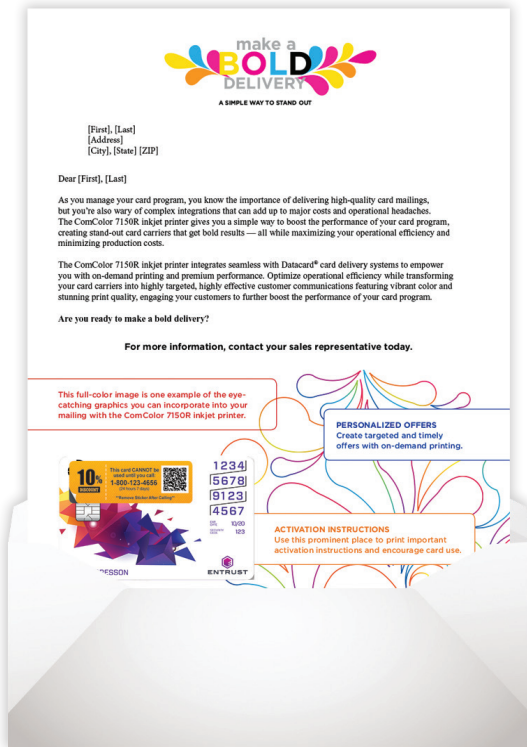 make a
BOLD
DELIVERY
A SIMPLE WAY TO STAND OUT
[First], [Last]
[Address]
[City], [State] [ZIP]
Dear [First], [Last]
As you manage your card program, you know the importance of delivering high-quality card mailings,
but you're also wary of complex integrations that can add up to major costs and operational headaches.
The ComColor 7150R inkjet printer gives you a simple way to boost the performance of your card program,
creating stand-out card carriers that get bold results — all while maximizing your operational efficiency and
minimizing production costs.
The ComColor 7150R inkjet printer integrates seamless with Datacard® card delivery systems to empower
you with on-demand printing and premium performance. Optimize operational efficiency while transforming
your card carriers into highly targeted, highly effective customer communications featuring vibrant color and
stunning print quality, engaging your customers to further boost the performance of your card program.
Are you ready to make a bold delivery?
For more information, contact your sales representative today.
This full-color image is one example of the eye-
catching graphics you can incorporate into your
mailing with the ComColor 7150R inkjet printer.
PERSONALIZED OFFERS
Create targeted and timely
offers with on-demand printing.
10%
DISCOUNT
This card CANNOT be
used until you call:
1-800-123-4656
**Remove Sticker After Calling**
1234
5678
9123
4567
10/20
123
ESSON
ENTRUST
ACTIVATION INSTRUCTIONS
Use this prominent place to print important
activation instructions and encourage card use.